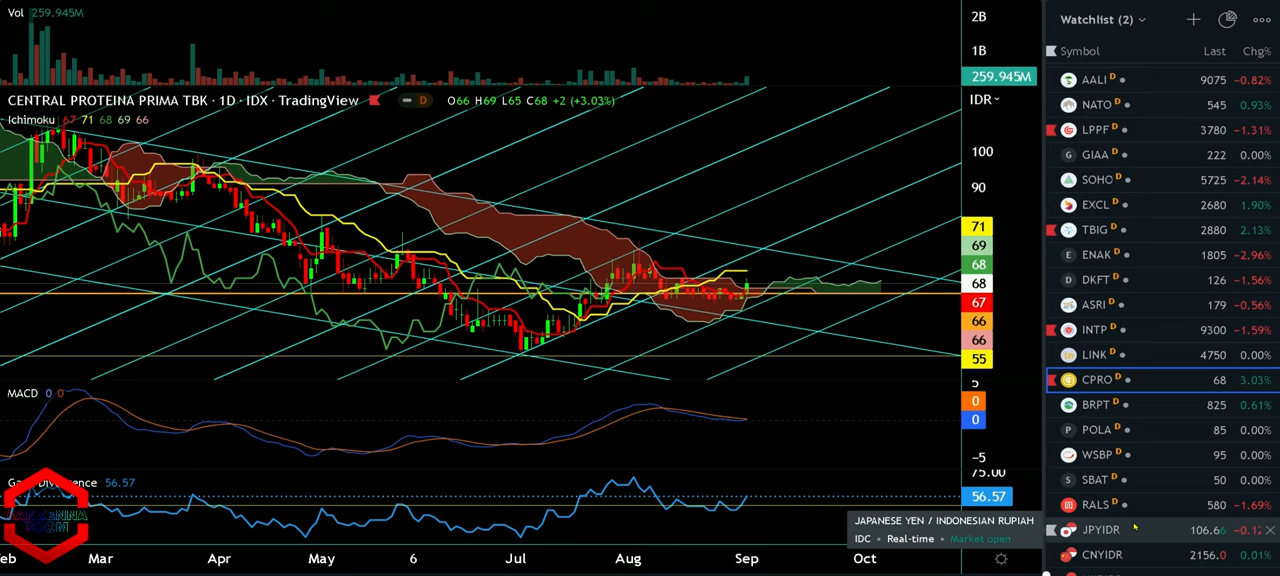 Vol 259.945M
2B
1B
259.945M
CENTRAL PROTEINA PRIMA TBK · 1D · IDX · TradingView D O66 H69 L65 C68 +2 (+3.03%)
IDR
Ichimoku 67 71 68 69 66
100
90
71
69
68
68
67
66
66
55
MACD 0 0
5
0
0
-5
75.00
56.57
56.57
Mar Apr May 6 Jul Aug Sep Oct
Watchlist (2)
Symbol Last Chg%
AALI D 9075 -0.82%
NATO D 545 0.93%
LPPF D 3780 -1.31%
GIAA D 222 0.00%
SOHO D 5725 -2.14%
EXCL D 2680 1.90%
TBIG D 2880 2.13%
ENAK D 1805 -2.96%
DKFT D 126 -1.56%
ASRI D 179 -0.56%
INTP D 9300 -1.59%
LINK D 4750 0.00%
CPRO D 68 3.03%
BRPT D 825 0.61%
POLA D 85 0.00%
WSBP D 95 0.00%
SBAT D 50 0.00%
RALS D 580 -1.69%
JPYIDR 106.66
CNYIDR 2156.0 0.01%
JAPANESE YEN / INDONESIAN RUPIAH
IDC • Real-time • Market open